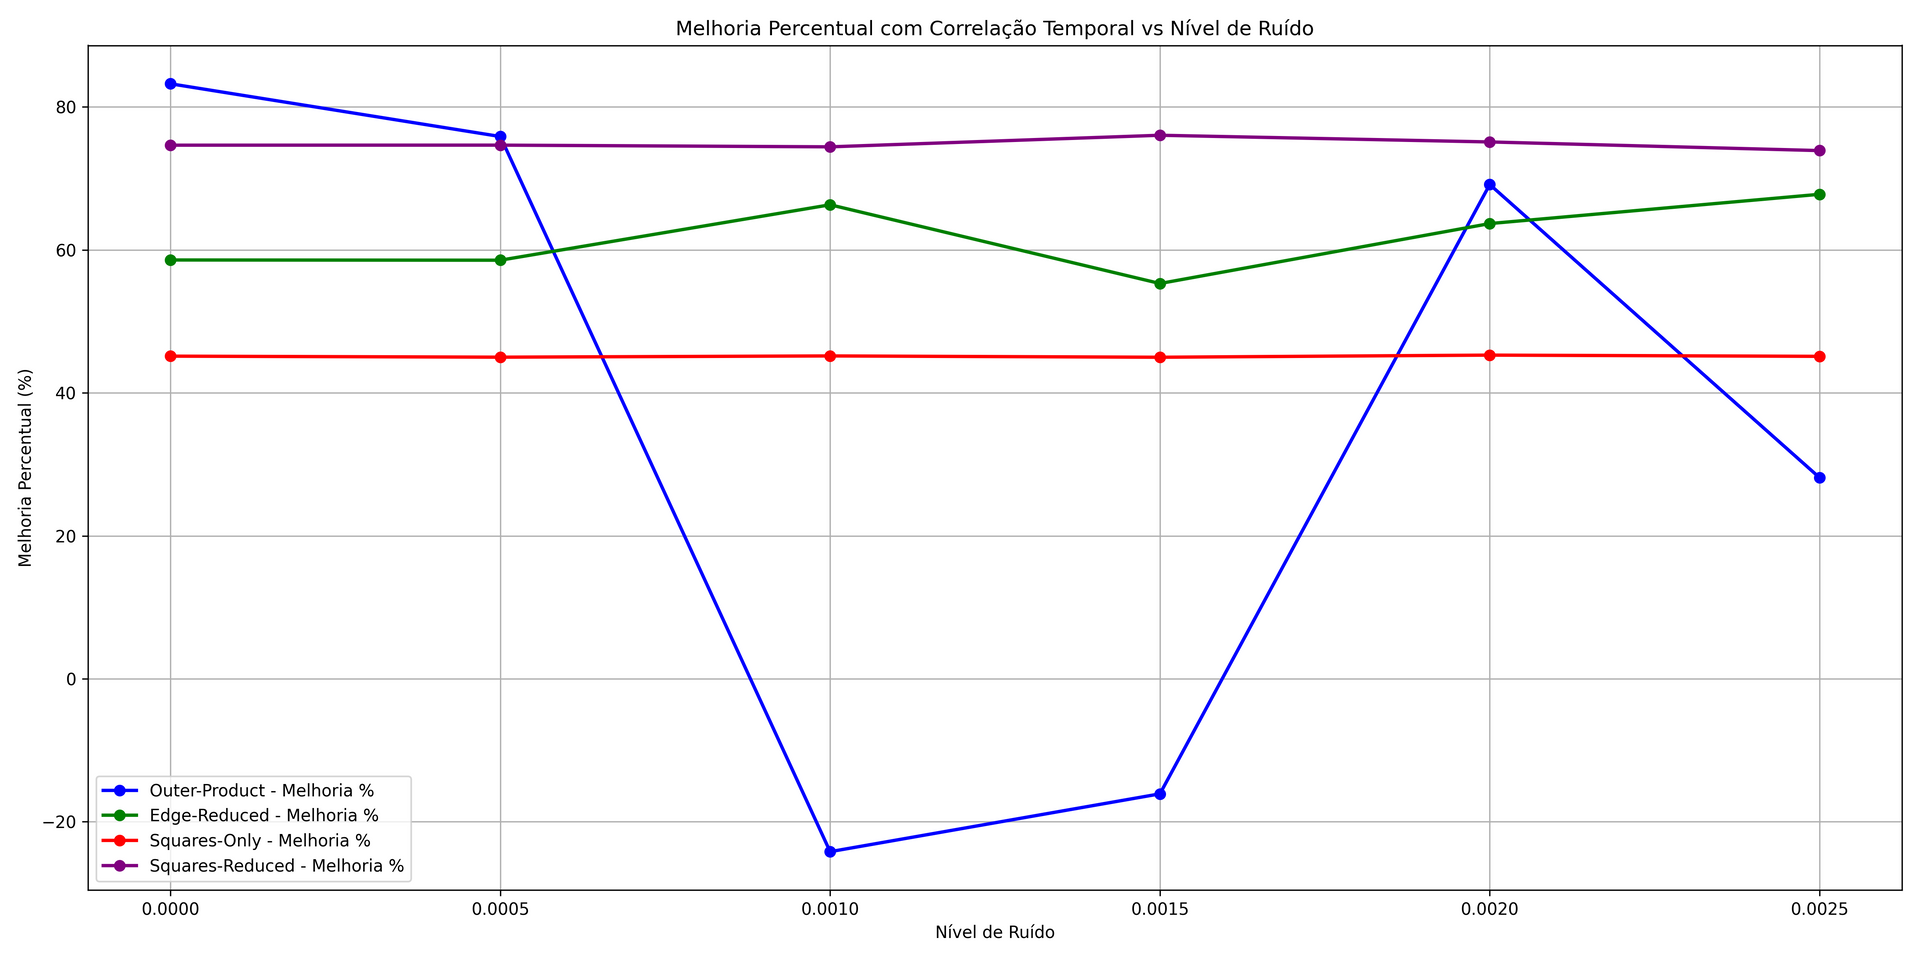 Melhoria Percentual com Correlação Temporal vs Nível de Ruído
Melhoria Percentual (%)
80
60
40
20
0
−20
Outer-Product - Melhoria %
Edge-Reduced - Melhoria %
Squares-Only - Melhoria %
Squares-Reduced - Melhoria %
0.0000 0.0005 0.0010 0.0015 0.0020 0.0025
Nível de Ruído